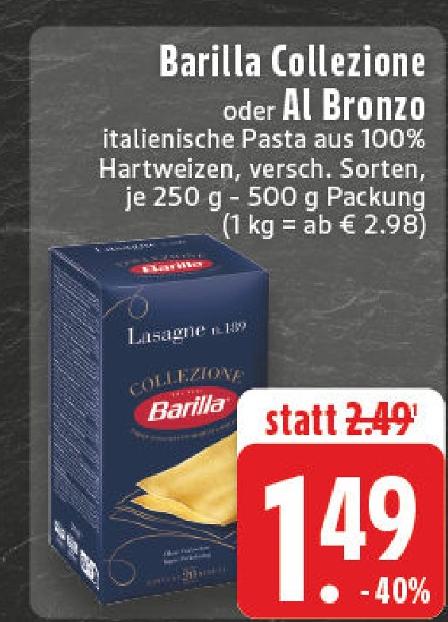 Barilla Collezione
oder Al Bronzo
italienische Pasta aus 100%
Hartweizen, versch. Sorten,
je 250 g - 500 g Packung
(1 kg = ab € 2.98)
COLLEZIONE
Barilla
Lasagne n.189
COLLEZIONE
Barilla
statt 2.49¹
1.49
- 40%